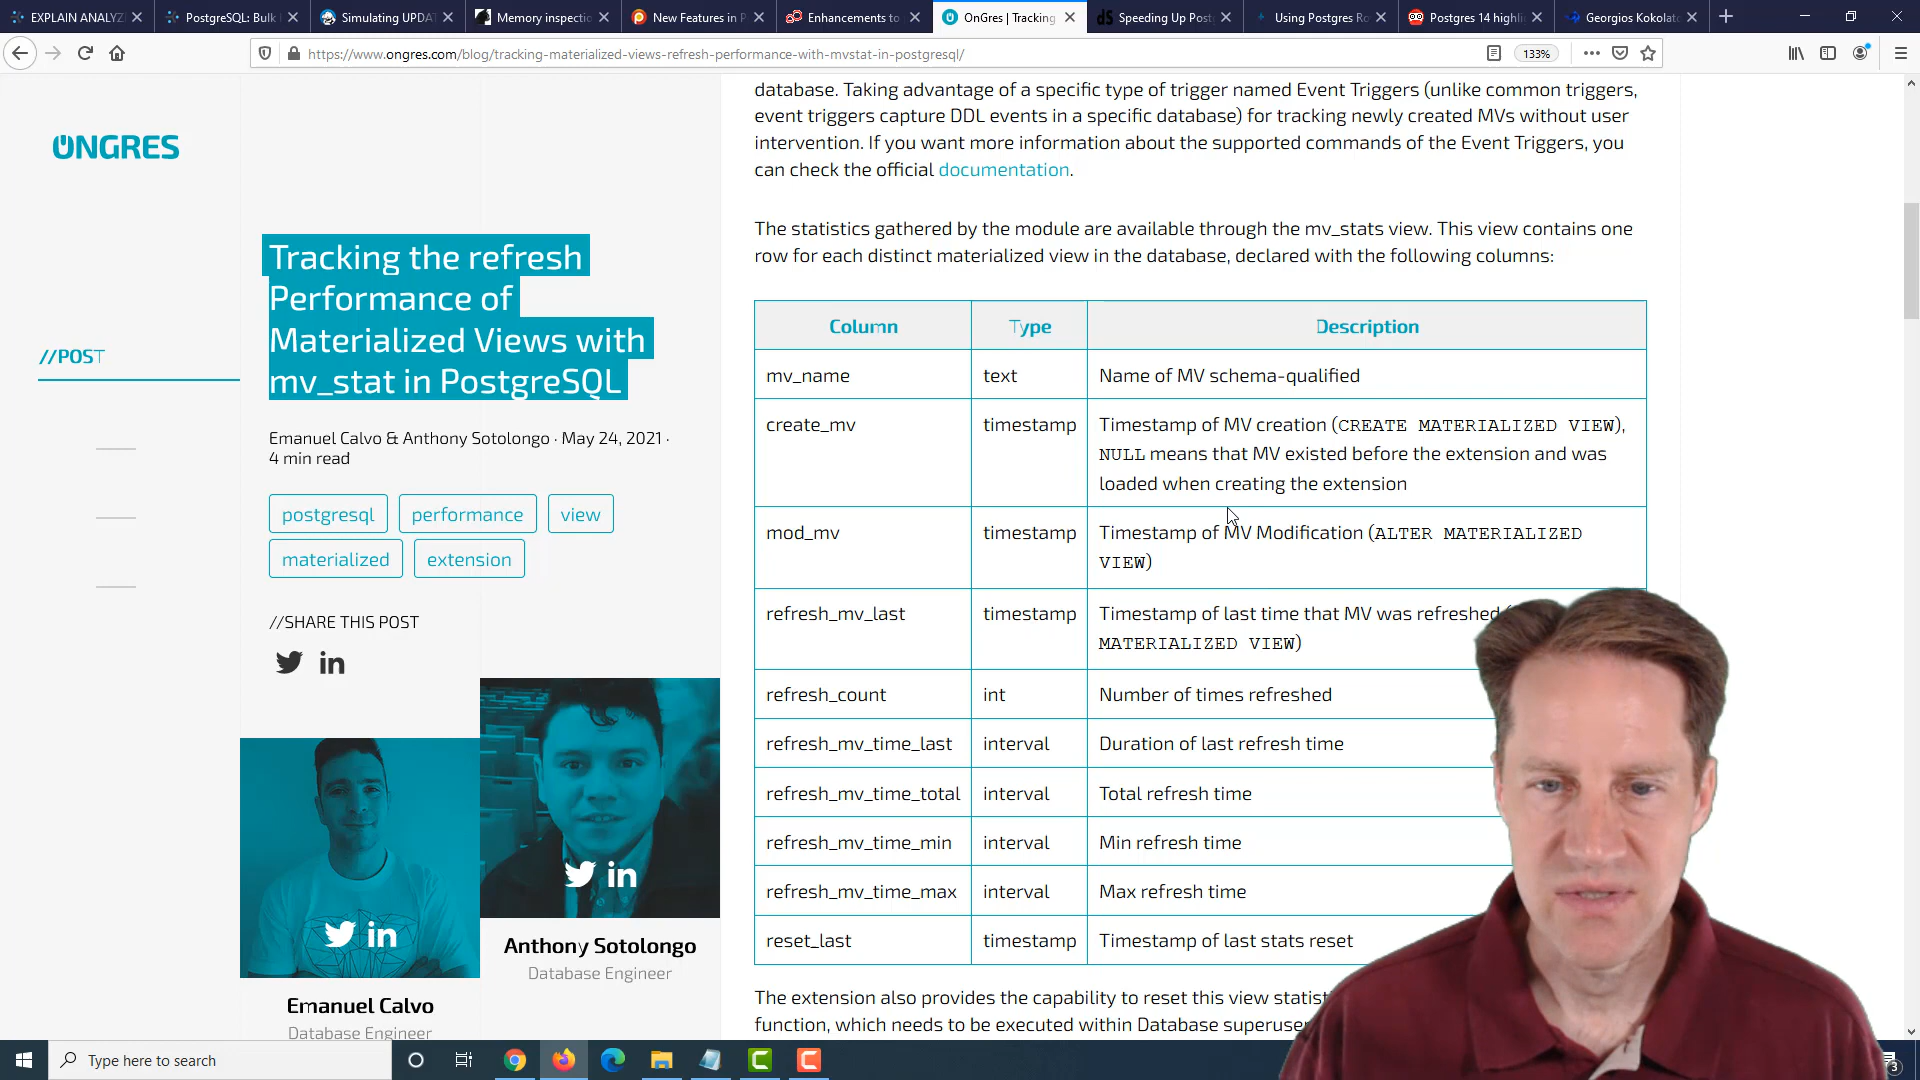 EXPLAIN ANALYZ
PostgreSQL: Bulk
Simulating UPDA
Memory inspectio
New Features in P
Enhancements to
OnGres | Tracking
Speeding Up Post
Using Postgres Ro
Postgres 14 highli
Georgios Kokolato
https://www.ongres.com/blog/tracking-materialized-views-refresh-performance-with-mvstat-in-postgresql/
133%
ONGRES
//POST
Tracking the refresh
Performance of
Materialized Views with
mv_stat in PostgreSQL
Emanuel Calvo & Anthony Sotolongo · May 24, 2021 ·
4 min read
postgresql
performance
view
materialized
extension
//SHARE THIS POST
Emanuel Calvo
Database Engineer
Anthony Sotolongo
Database Engineer
database. Taking advantage of a specific type of trigger named Event Triggers (unlike common triggers,
event triggers capture DDL events in a specific database) for tracking newly created MVs without user
intervention. If you want more information about the supported commands of the Event Triggers, you
can check the official documentation.
The statistics gathered by the module are available through the mv_stats view. This view contains one
row for each distinct materialized view in the database, declared with the following columns:
Column Type Description
mv_name text Name of MV schema-qualified
create_mv timestamp Timestamp of MV creation (CREATE MATERIALIZED VIEW),
NULL means that MV existed before the extension and was
loaded when creating the extension
mod_mv timestamp Timestamp of MV Modification (ALTER MATERIALIZED
VIEW)
refresh_mv_last timestamp Timestamp of last time that MV was refreshed (
MATERIALIZED VIEW)
refresh_count int Number of times refreshed
refresh_mv_time_last interval Duration of last refresh time
refresh_mv_time_total interval Total refresh time
refresh_mv_time_min interval Min refresh time
refresh_mv_time_max interval Max refresh time
reset_last timestamp Timestamp of last stats reset
The extension also provides the capability to reset this view statis
function, which needs to be executed within Database superuser
Type here to search
3